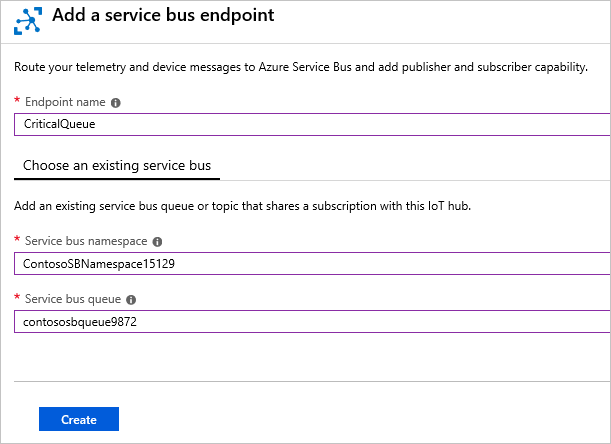 Add a service bus endpoint
Route your telemetry and device messages to Azure Service Bus and add publisher and subscriber capability.
* Endpoint name
CriticalQueue
Choose an existing service bus
Add an existing service bus queue or topic that shares a subscription with this IoT hub.
* Service bus namespace
ContosoSBNamespace15129
* Service bus queue
contososbqueue9872
Create